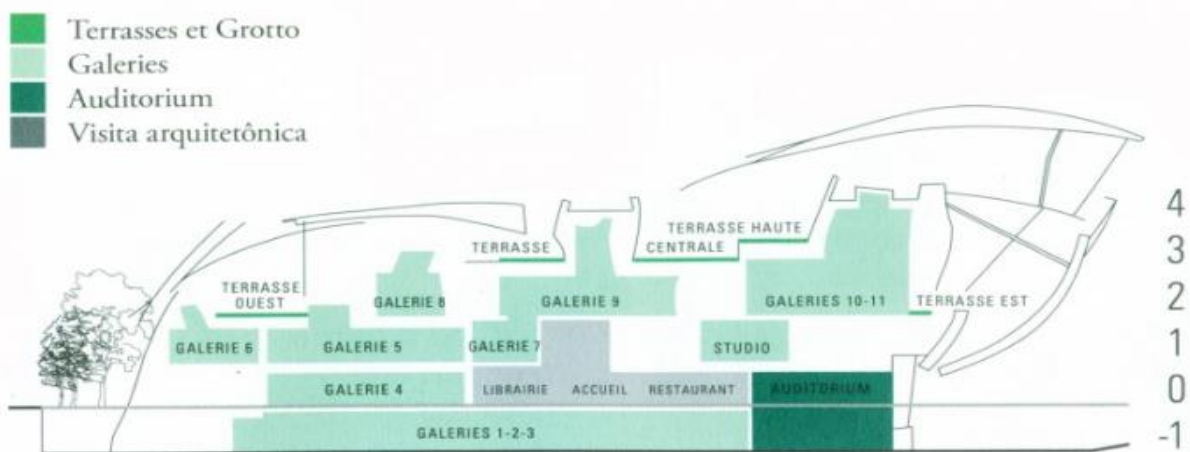 Terrasses et Grotto
Galeries
Auditorium
Visita arquitetônica
4
TERRASSE HAUTE
TERRASSE
CENTRALE
3
TERRASSE
OUEST
GALERIE 8
GALERIE 9
GALERIES 10-11
TERRASSE EST
2
GALERIE 6
GALERIE 5
GALERIE 7
STUDIO
1
GALERIE 4
LIBRAIRIE
ACCUEIL
RESTAURANT
AUDITORIUM
0
GALERIES 1-2-3
-1